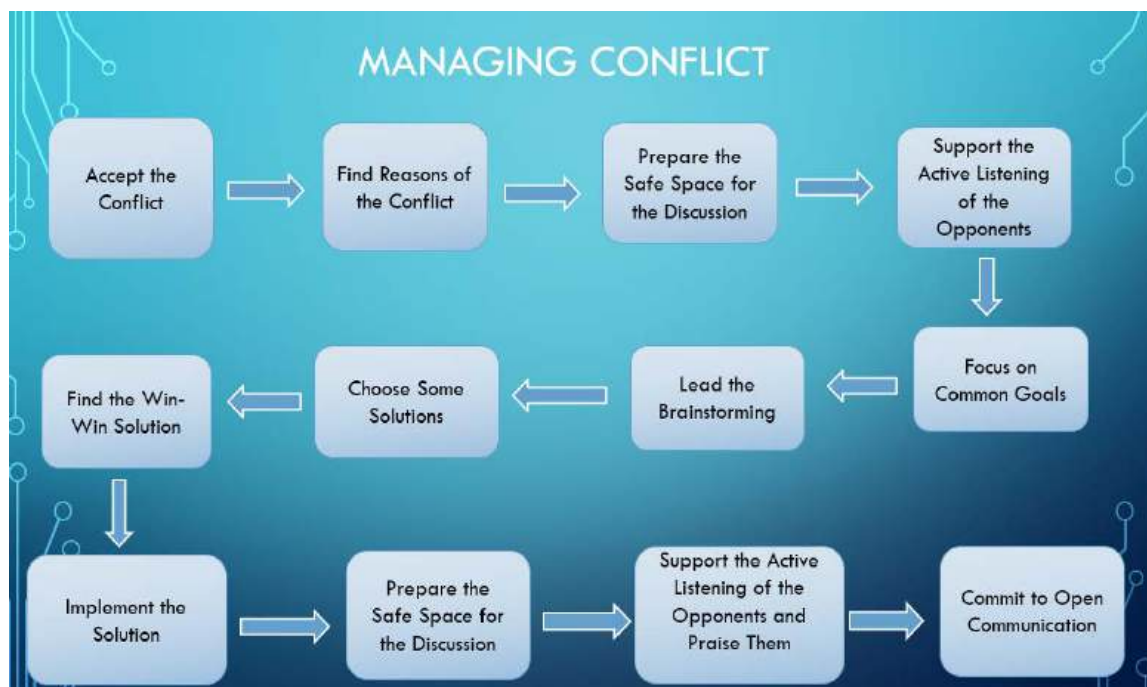 MANAGING CONFLICT
Accept the
Conflict
Find Reasons of
the Conflict
Prepare the
Safe Space for
the Discussion
Support the
Active Listening
of the
Opponents
Focus on
Common Goals
Lead the
Brainstorming
Choose Some
Solutions
Find the Win-
Win Solution
Implement the
Solution
Prepare the
Safe Space for
the Discussion
Support the Active
Listening of the
Opponents and
Praise Them
Commit to Open
Communication